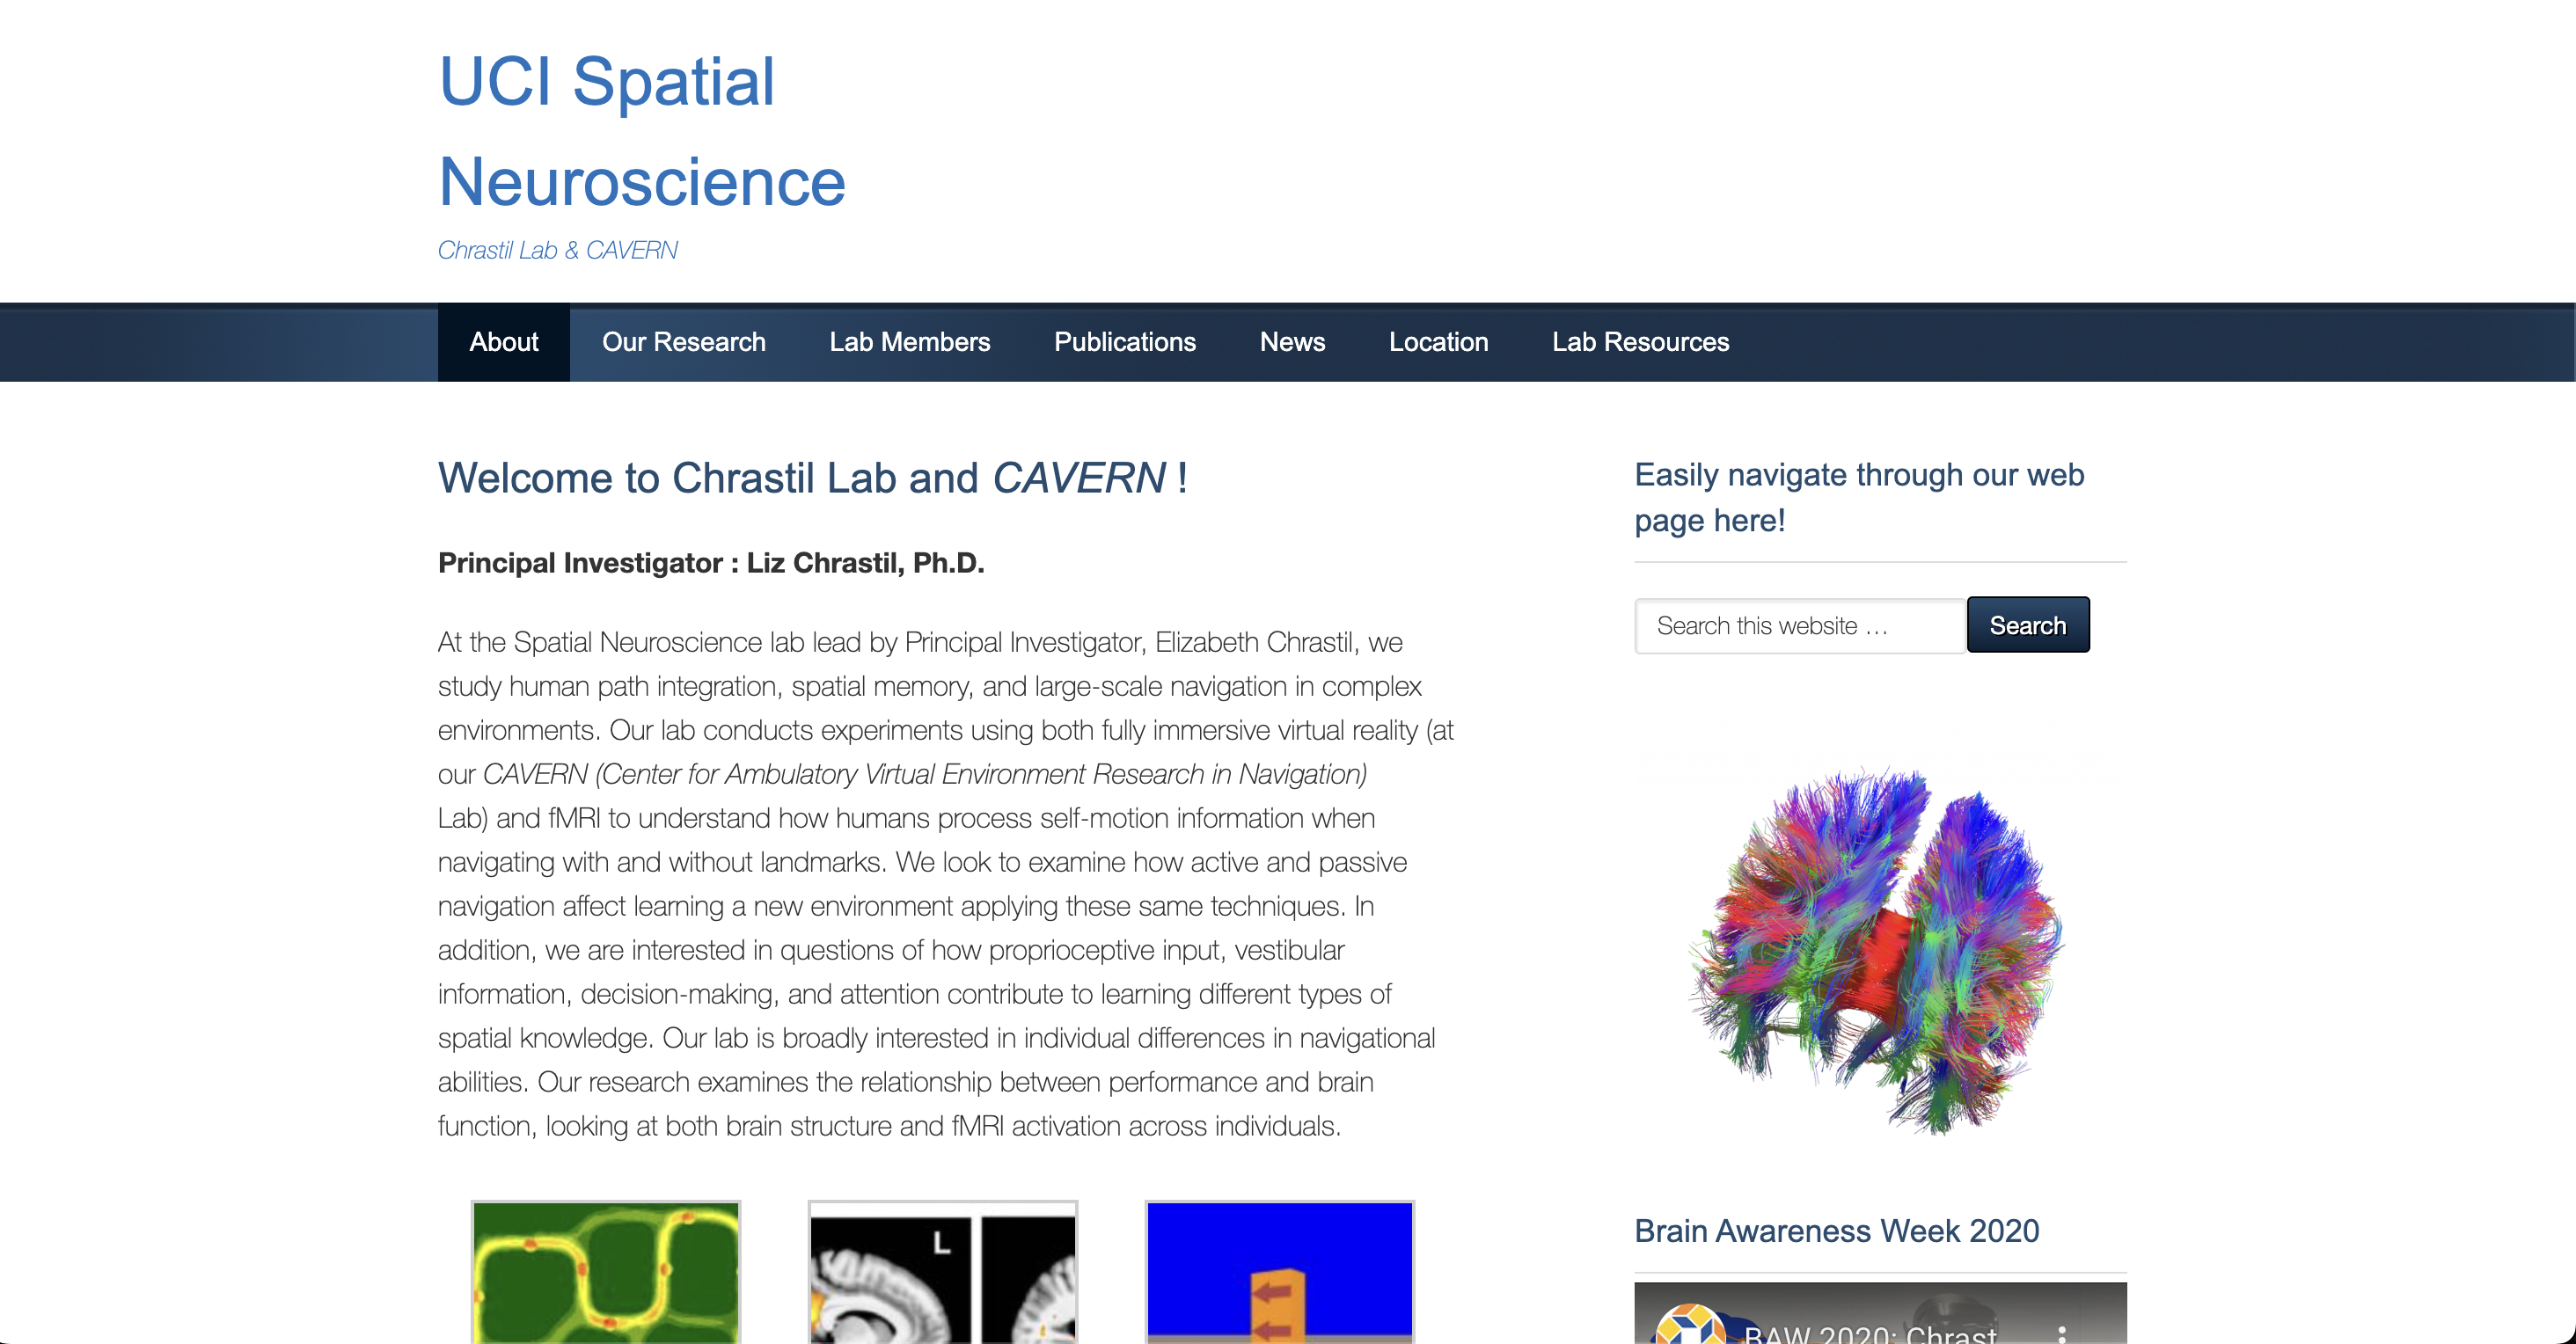 UCI Spatial
Neuroscience
Chrastil Lab & CAVERN
About
Our Research
Lab Members
Publications
News
Location
Lab Resources
Welcome to Chrastil Lab and CAVERN !
Principal Investigator : Liz Chrastil, Ph.D.
At the Spatial Neuroscience lab lead by Principal Investigator, Elizabeth Chrastil, we
study human path integration, spatial memory, and large-scale navigation in complex
environments. Our lab conducts experiments using both fully immersive virtual reality (at
our CAVERN (Center for Ambulatory Virtual Environment Research in Navigation)
Lab) and fMRI to understand how humans process self-motion information when
navigating with and without landmarks. We look to examine how active and passive
navigation affect learning a new environment applying these same techniques. In
addition, we are interested in questions of how proprioceptive input, vestibular
information, decision-making, and attention contribute to learning different types of
spatial knowledge. Our lab is broadly interested in individual differences in navigational
abilities. Our research examines the relationship between performance and brain
function, looking at both brain structure and fMRI activation across individuals.
L
Easily navigate through our web
page here!
Search this website …
Search
Brain Awareness Week 2020
BAW 2020: Chrast